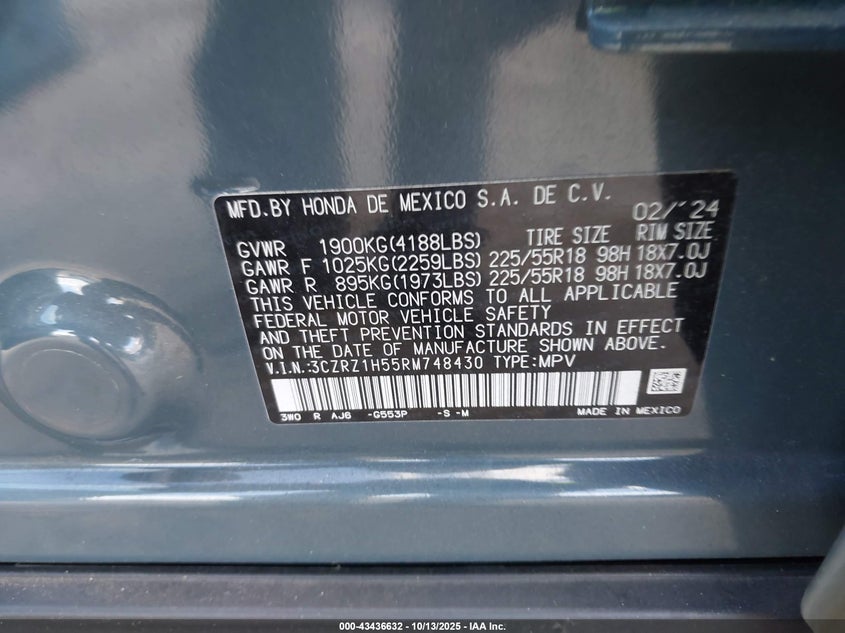 MFD.BY HONDA DE MEXICO S.A. DE C.V. 02/'24
TIRE SIZE RIM SIZE
GVWR 1900KG(4188LBS)
GAWR F 1025KG(2259LBS) 225/55R18 98H 18X7.0J
GAWR R 895KG(1973LBS) 225/55R18 98H 18X7.0J
THIS VEHICLE CONFORMS TO ALL APPLICABLE
FEDERAL MOTOR VEHICLE SAFETY
AND THEFT PREVENTION STANDARDS IN EFFECT
ON THE DATE OF MANUFACTURE SHOWN ABOVE.
V.I.N.:3CZRZ1H55RM748430 TYPE:MPV
3W0 R AJ6 -G553P -S -M MADE IN MEXICO
000-43436632 | 10/13/2025 - IAA Inc.